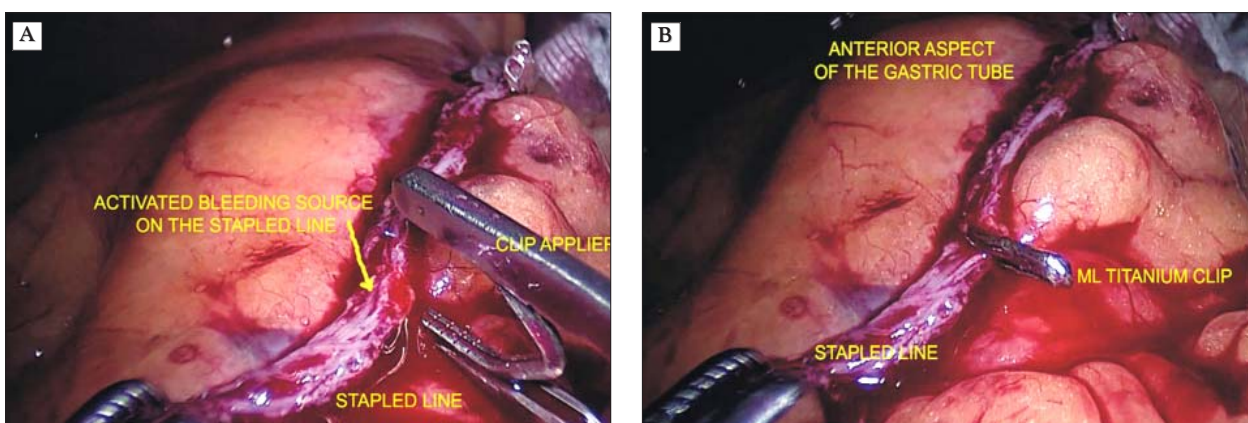 A
ACTIVATED BLEEDING SOURCE
ON THE STAPLED LINE
CLIP APPLIER
STAPLED LINE
B
ANTERIOR ASPECT
OF THE GASTRIC TUBE
ML TITANIUM CLIP
STAPLED LINE